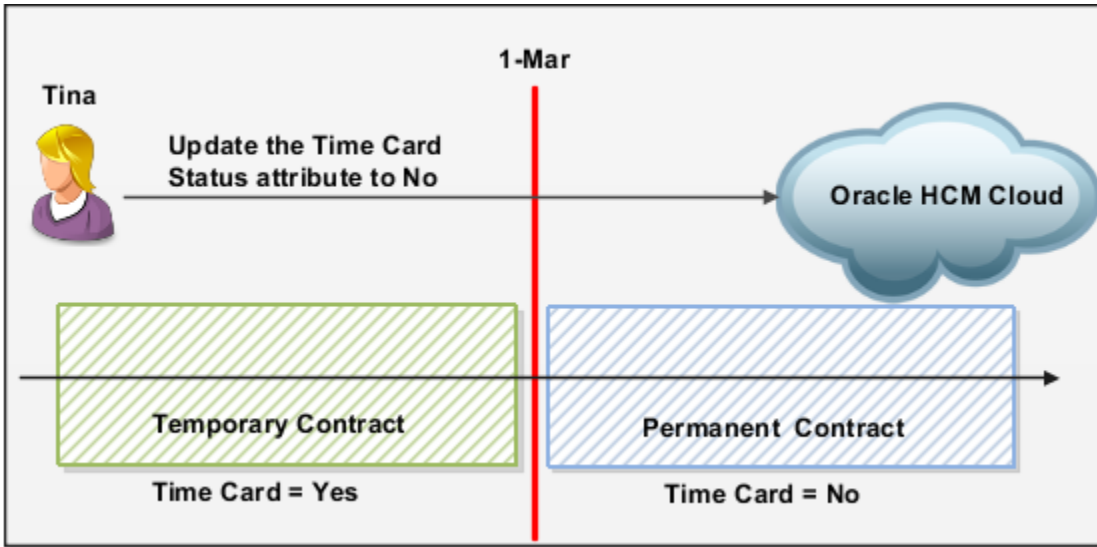 1-Mar
Tina
Update the Time Card
Status attribute to No
Oracle HCM Cloud
Temporary Contract
Permanent Contract
Time Card = Yes
Time Card = No